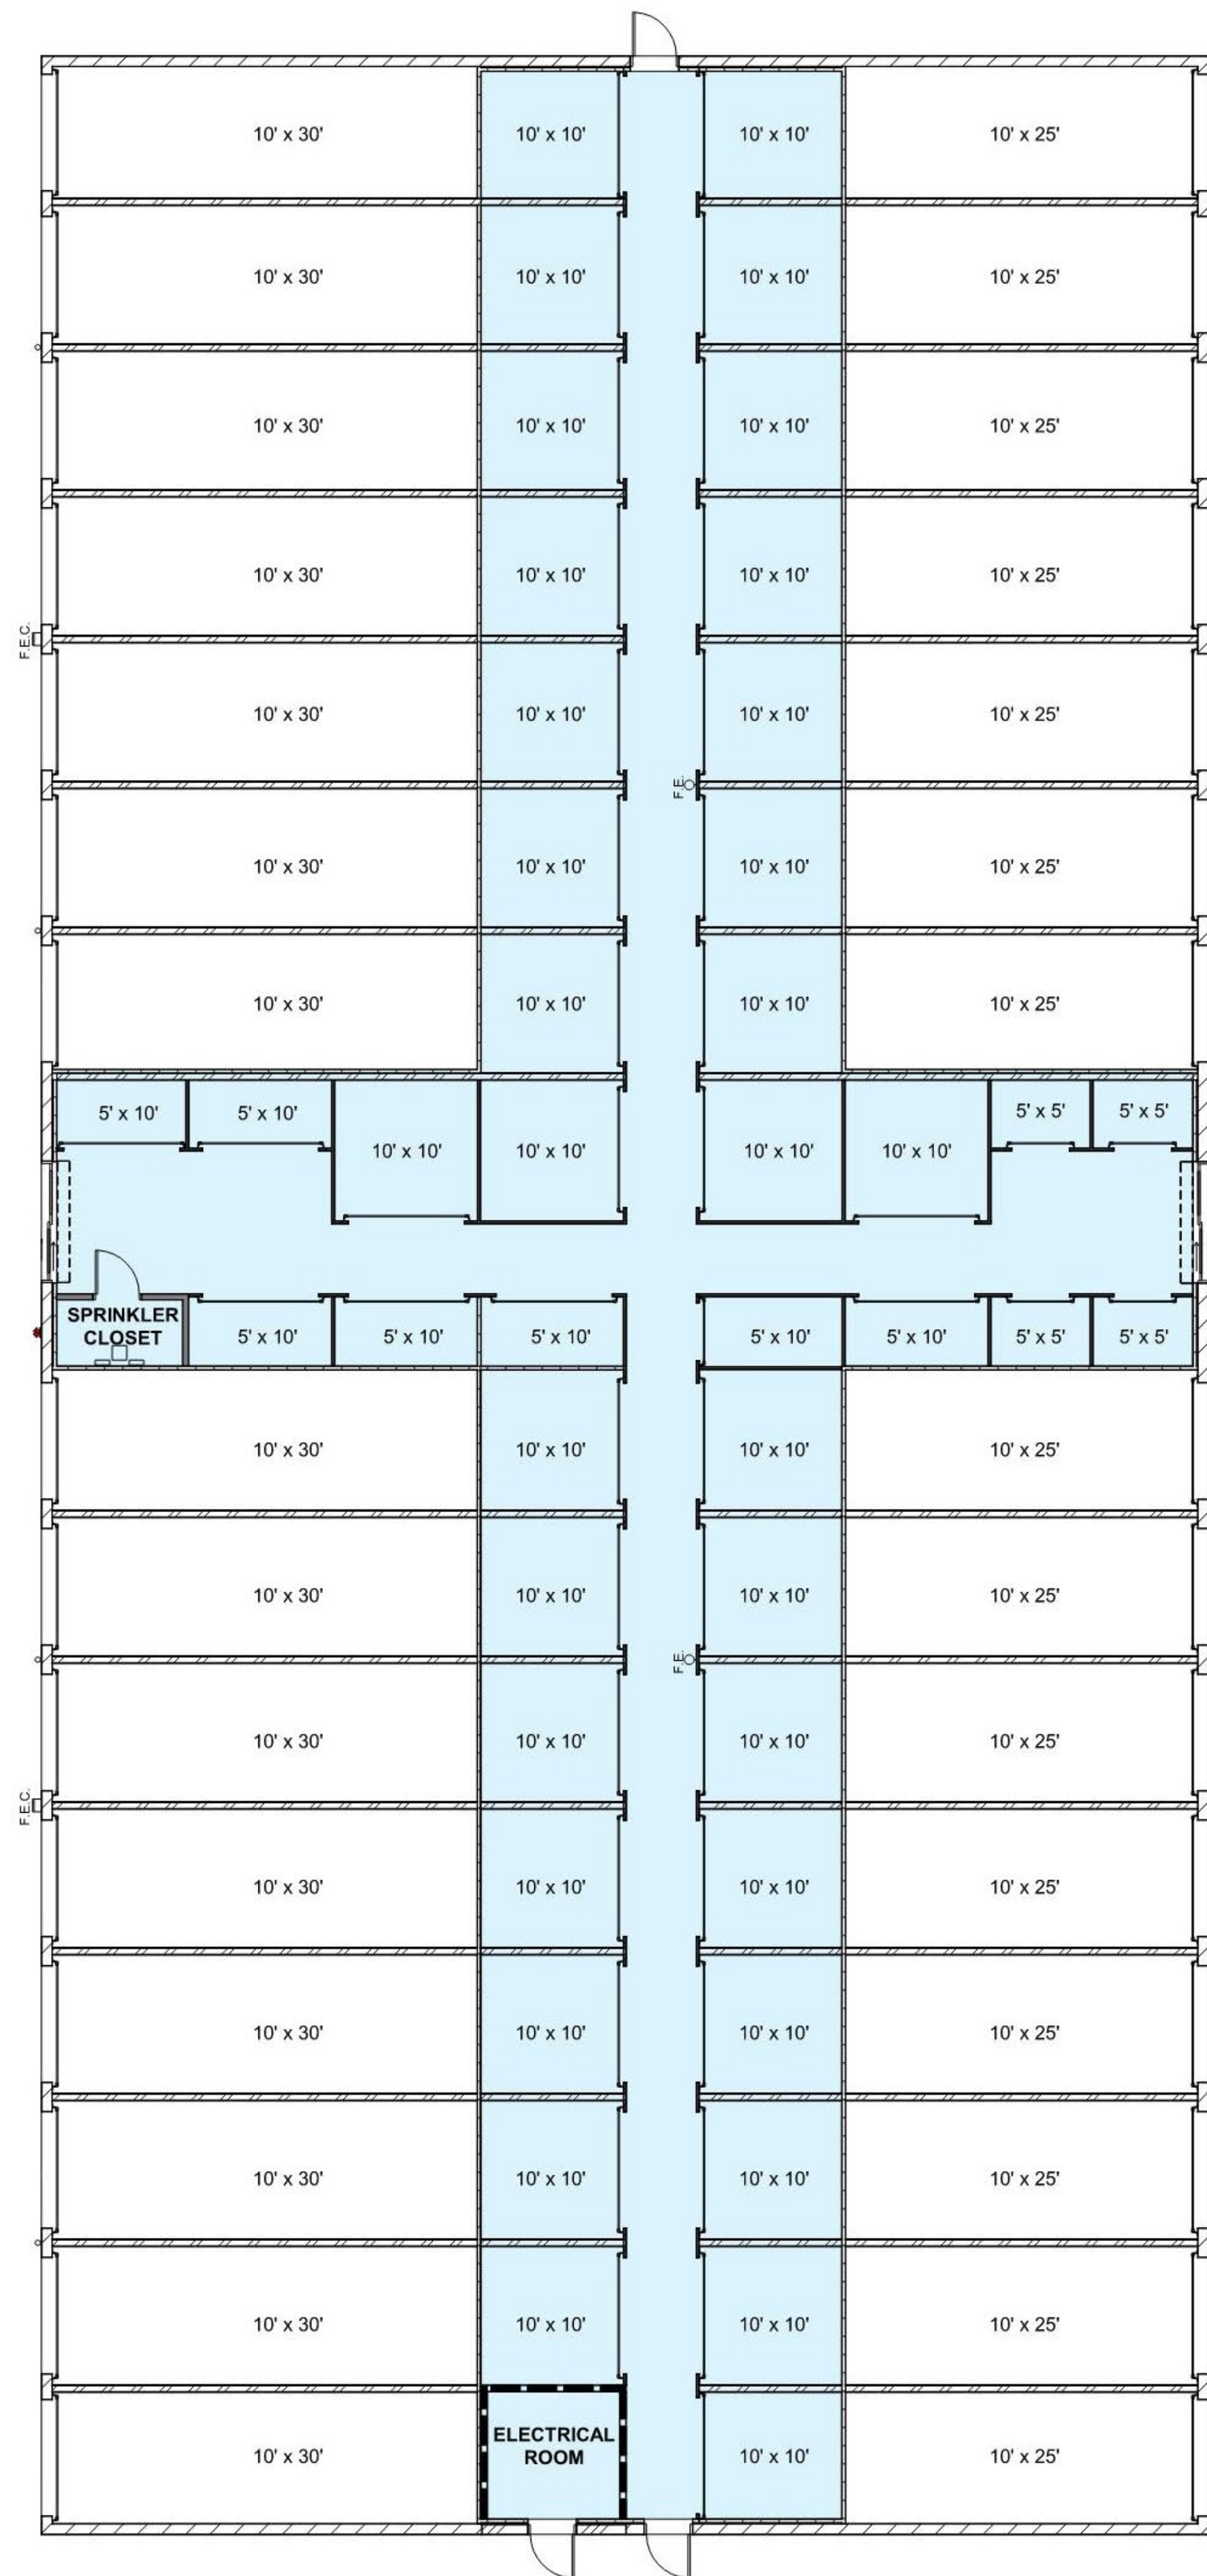 10' x 30' 10' x 10' 10' x 10' 10' x 25'
10' x 30' 10' x 10' 10' x 10' 10' x 25'
10' x 30' 10' x 10' 10' x 10' 10' x 25'
10' x 30' 10' x 10' 10' x 10' 10' x 25'
F.E.C.
10' x 30' 10' x 10' 10' x 10' 10' x 25'
F.E.
10' x 30' 10' x 10' 10' x 10' 10' x 25'
10' x 30' 10' x 10' 10' x 10' 10' x 25'
5' x 10' 5' x 10' 5' x 5' 5' x 5'
10' x 10' 10' x 10' 10' x 10' 10' x 10'
SPRINKLER
CLOSET
5' x 10' 5' x 10' 5' x 10' 5' x 10' 5' x 10' 5' x 5' 5' x 5'
10' x 30' 10' x 10' 10' x 10' 10' x 25'
10' x 30' 10' x 10' 10' x 10' 10' x 25'
F.E.
10' x 30' 10' x 10' 10' x 10' 10' x 25'
F.E.C.
10' x 30' 10' x 10' 10' x 10' 10' x 25'
10' x 30' 10' x 10' 10' x 10' 10' x 25'
10' x 30' 10' x 10' 10' x 10' 10' x 25'
10' x 30' 10' x 10' 10' x 10' 10' x 25'
ELECTRICAL
ROOM
10' x 30' 10' x 10' 10' x 25'